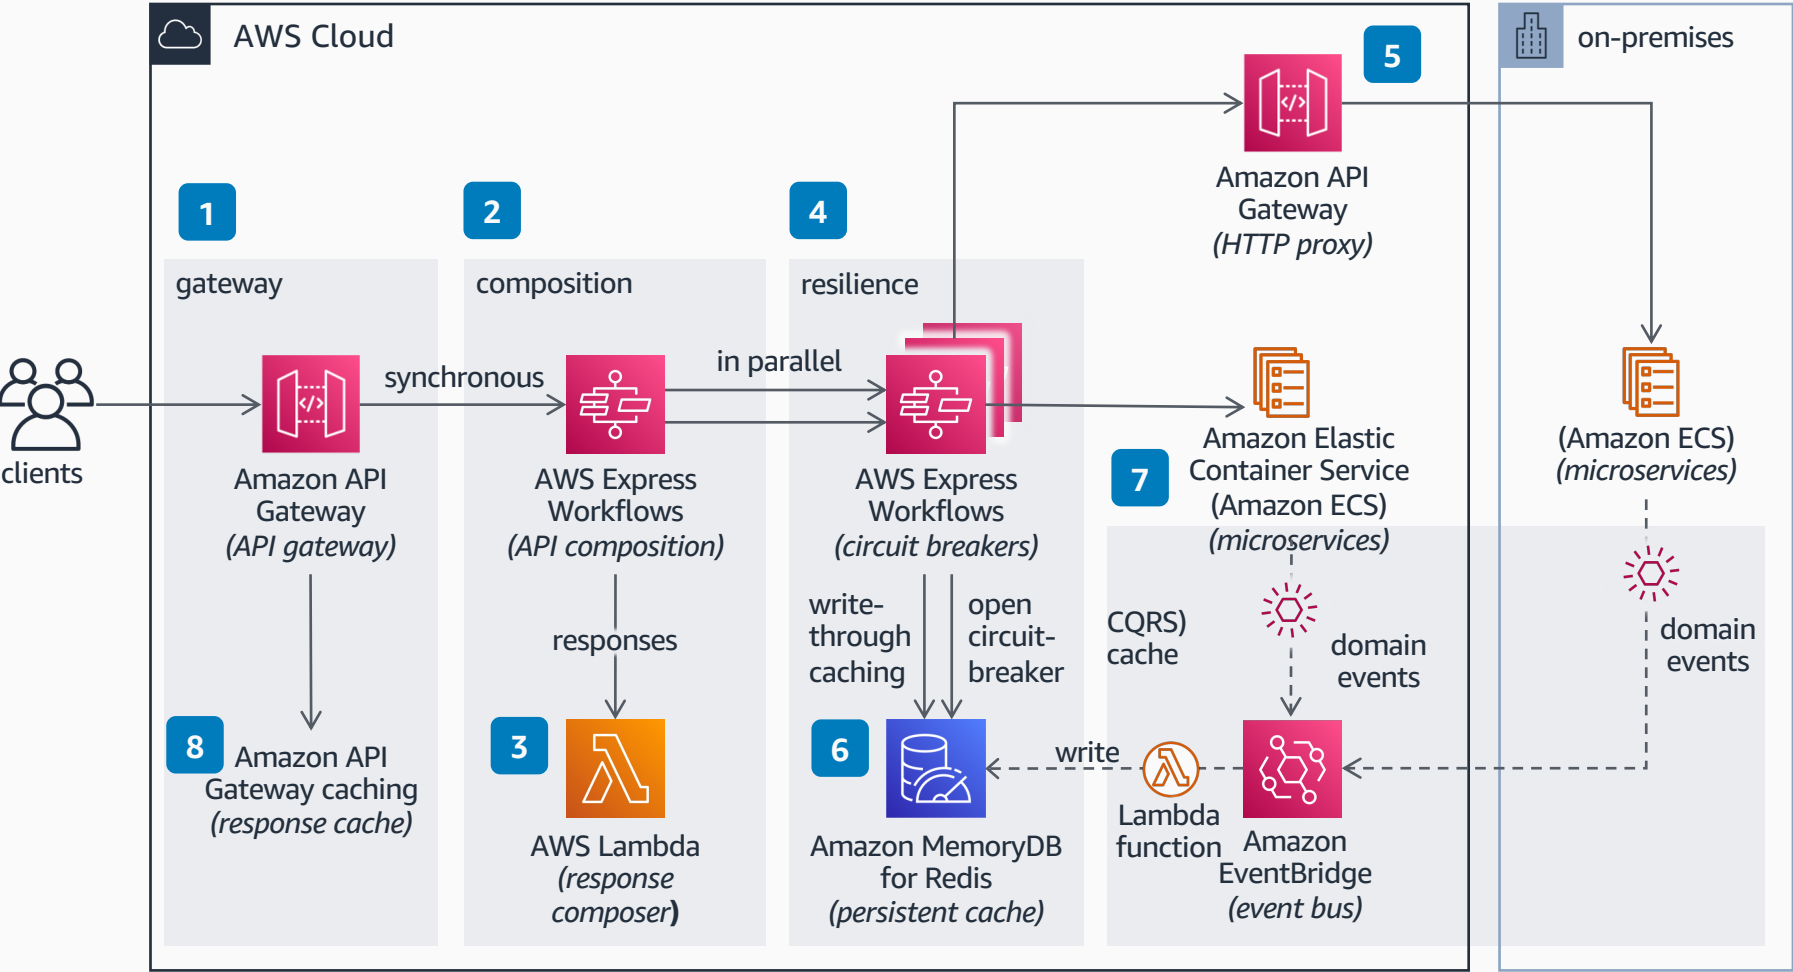 AWS Cloud
on-premises
5
Amazon API
Gateway
(HTTP proxy)
1
2
4
gateway
composition
resilience
clients
synchronous
in parallel
Amazon API
Gateway
(API gateway)
AWS Express
Workflows
(API composition)
AWS Express
Workflows
(circuit breakers)
7
Amazon Elastic
Container Service
(Amazon ECS)
(microservices)
(Amazon ECS)
(microservices)
responses
write-
through
caching
open
circuit-
breaker
CQRS)
cache
domain
events
domain
events
8
Amazon API
Gateway caching
(response cache)
3
AWS Lambda
(response
composer)
6
Amazon MemoryDB
for Redis
(persistent cache)
write
Lambda
function
Amazon
EventBridge
(event bus)